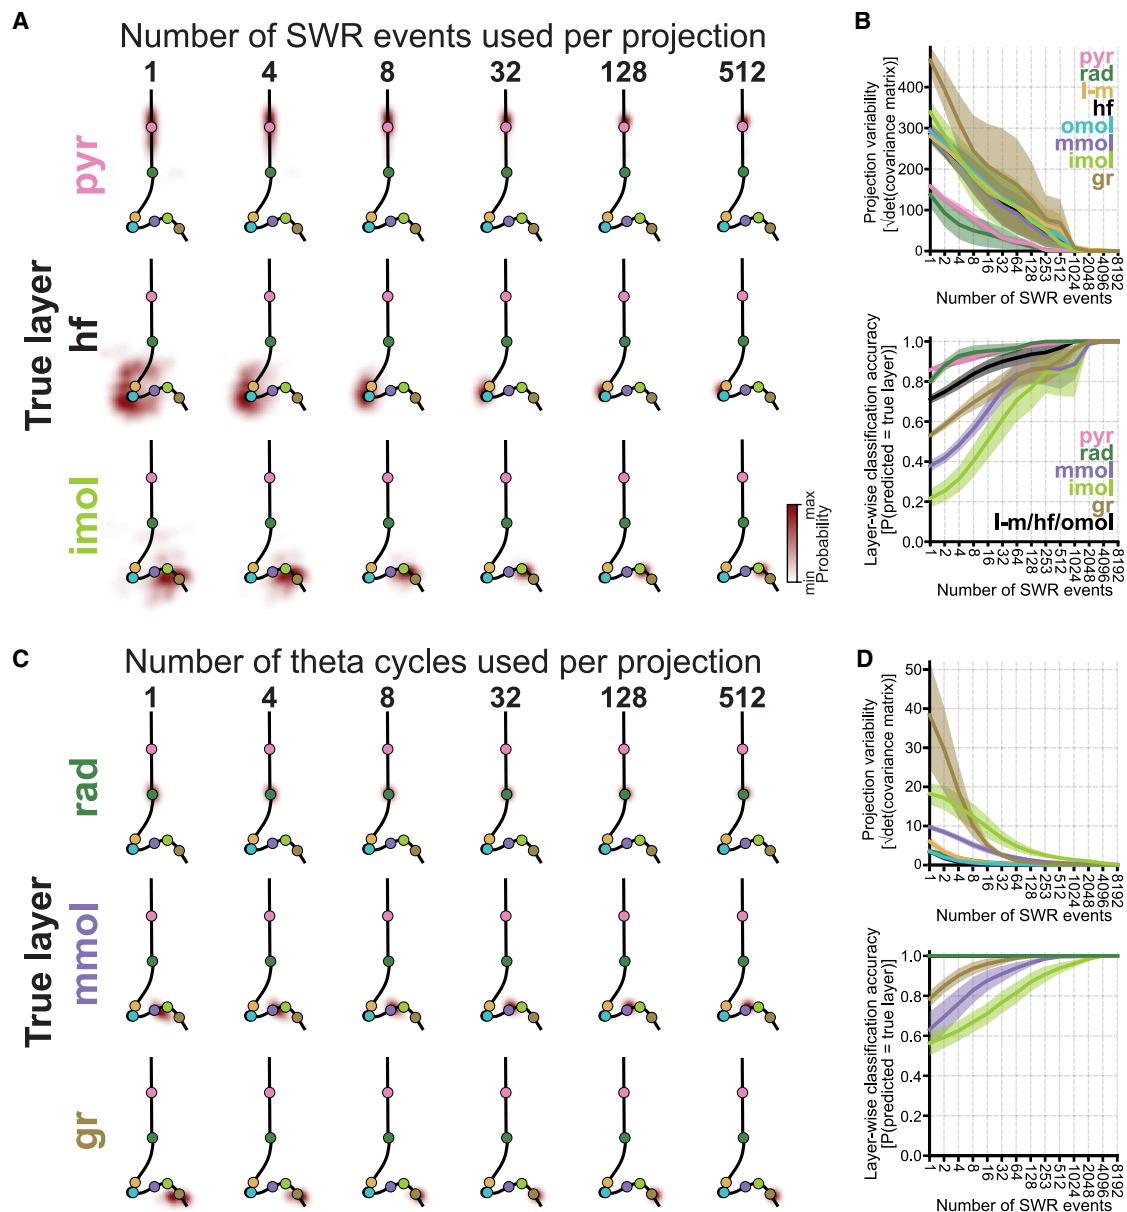 A
Number of SWR events used per projection
1 4 8 32 128 512
True layer
pyr
hf
imol
max
min
Probability
B
Projection variability
[√det(covariance matrix)]
400
300
200
100
0
pyr
rad
l-m
hf
omol
mmol
imol
gr
1 2 4 8 16 32 64 128 253 512 1024 2048 4096 8192
Number of SWR events
Layer-wise classification accuracy
[P(predicted = true layer)]
1.0
0.8
0.6
0.4
0.2
0.0
pyr
rad
mmol
imol
gr
l-m/hf/omol
1 2 4 8 16 32 64 128 253 512 1024 2048 4096 8192
Number of SWR events
C
Number of theta cycles used per projection
1 4 8 32 128 512
True layer
rad
mmol
gr
D
Projection variability
[√det(covariance matrix)]
50
40
30
20
10
0
1 2 4 8 16 32 64 128 253 512 1024 2048 4096 8192
Number of SWR events
Layer-wise classification accuracy
[P(predicted = true layer)]
1.0
0.8
0.6
0.4
0.2
0.0
1 2 4 8 16 32 64 128 253 512 1024 2048 4096 8192
Number of SWR events